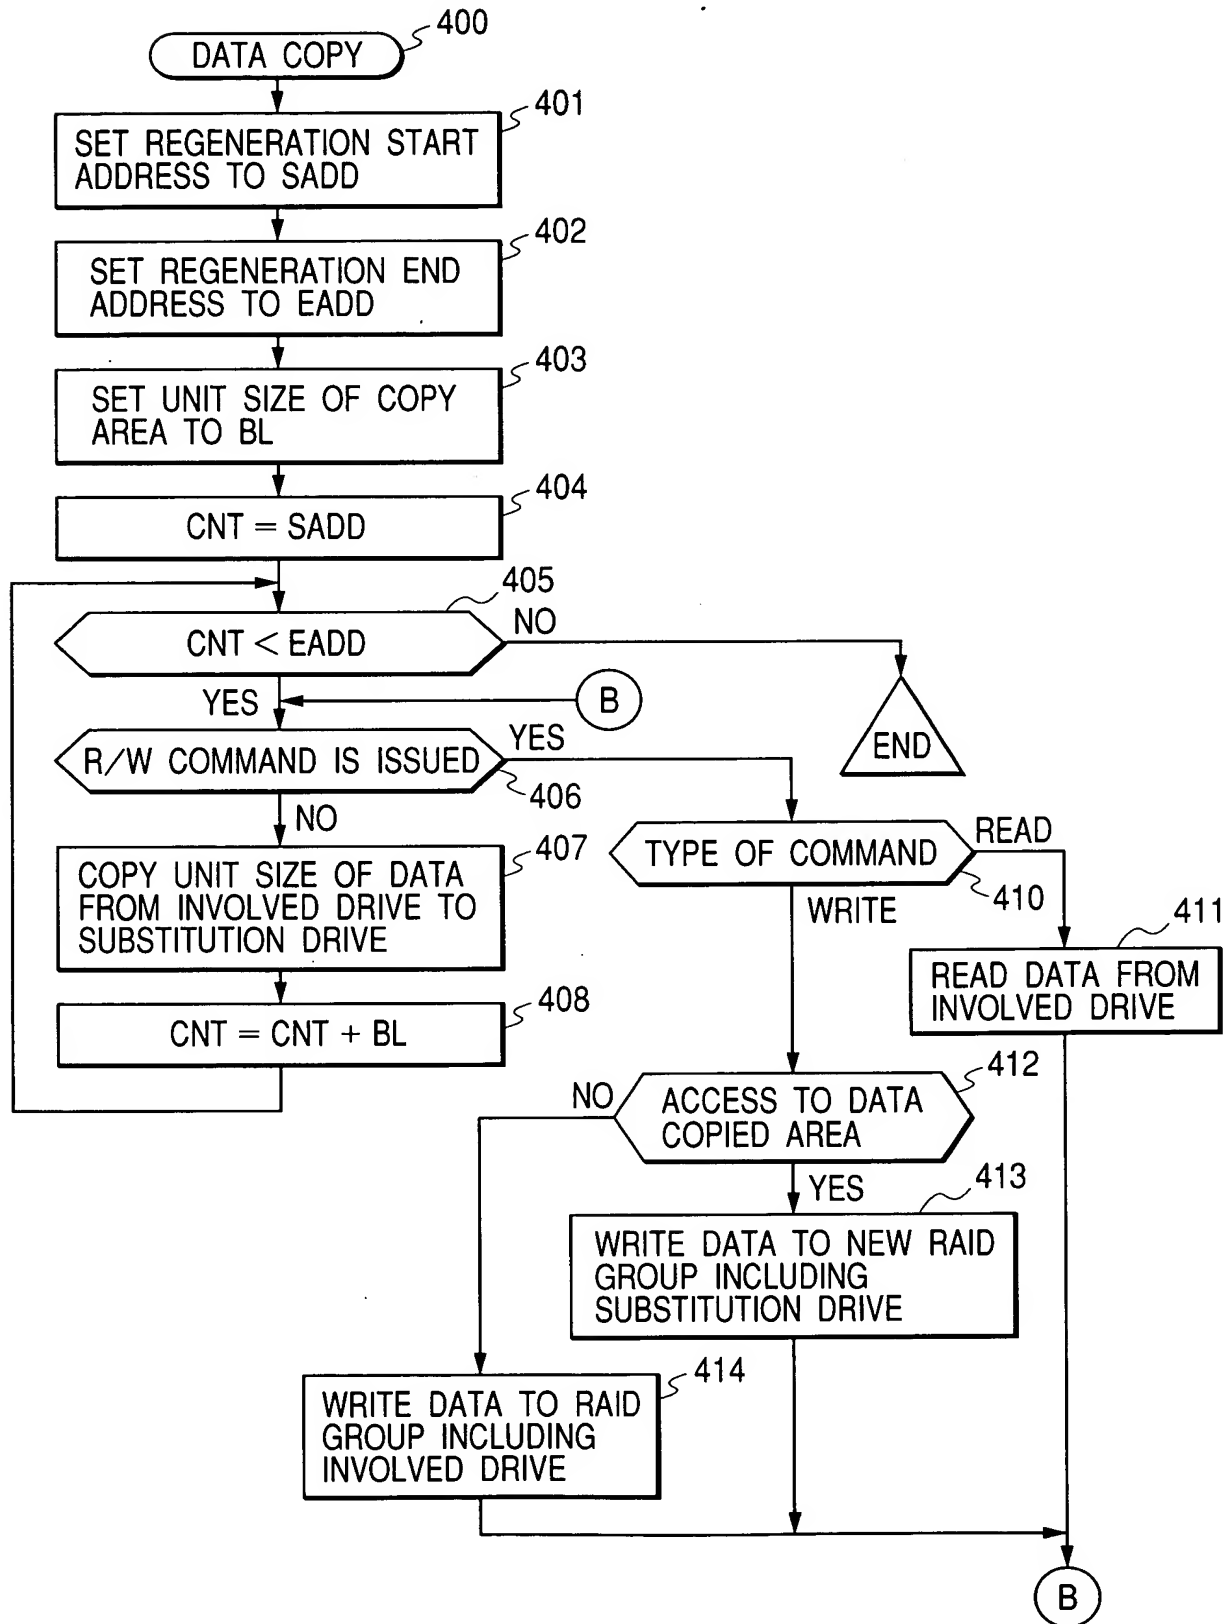 400
DATA COPY
401
SET REGENERATION START
ADDRESS TO SADD
402
SET REGENERATION END
ADDRESS TO EADD
403
SET UNIT SIZE OF COPY
AREA TO BL
404
CNT = SADD
405
CNT < EADD
NO
YES
B
END
R/W COMMAND IS ISSUED
YES
406
NO
407
COPY UNIT SIZE OF DATA
FROM INVOLVED DRIVE TO
SUBSTITUTION DRIVE
408
CNT = CNT + BL
TYPE OF COMMAND
READ
410
WRITE
411
READ DATA FROM
INVOLVED DRIVE
412
ACCESS TO DATA
COPIED AREA
NO
YES
413
WRITE DATA TO NEW RAID
GROUP INCLUDING
SUBSTITUTION DRIVE
414
WRITE DATA TO RAID
GROUP INCLUDING
INVOLVED DRIVE
B